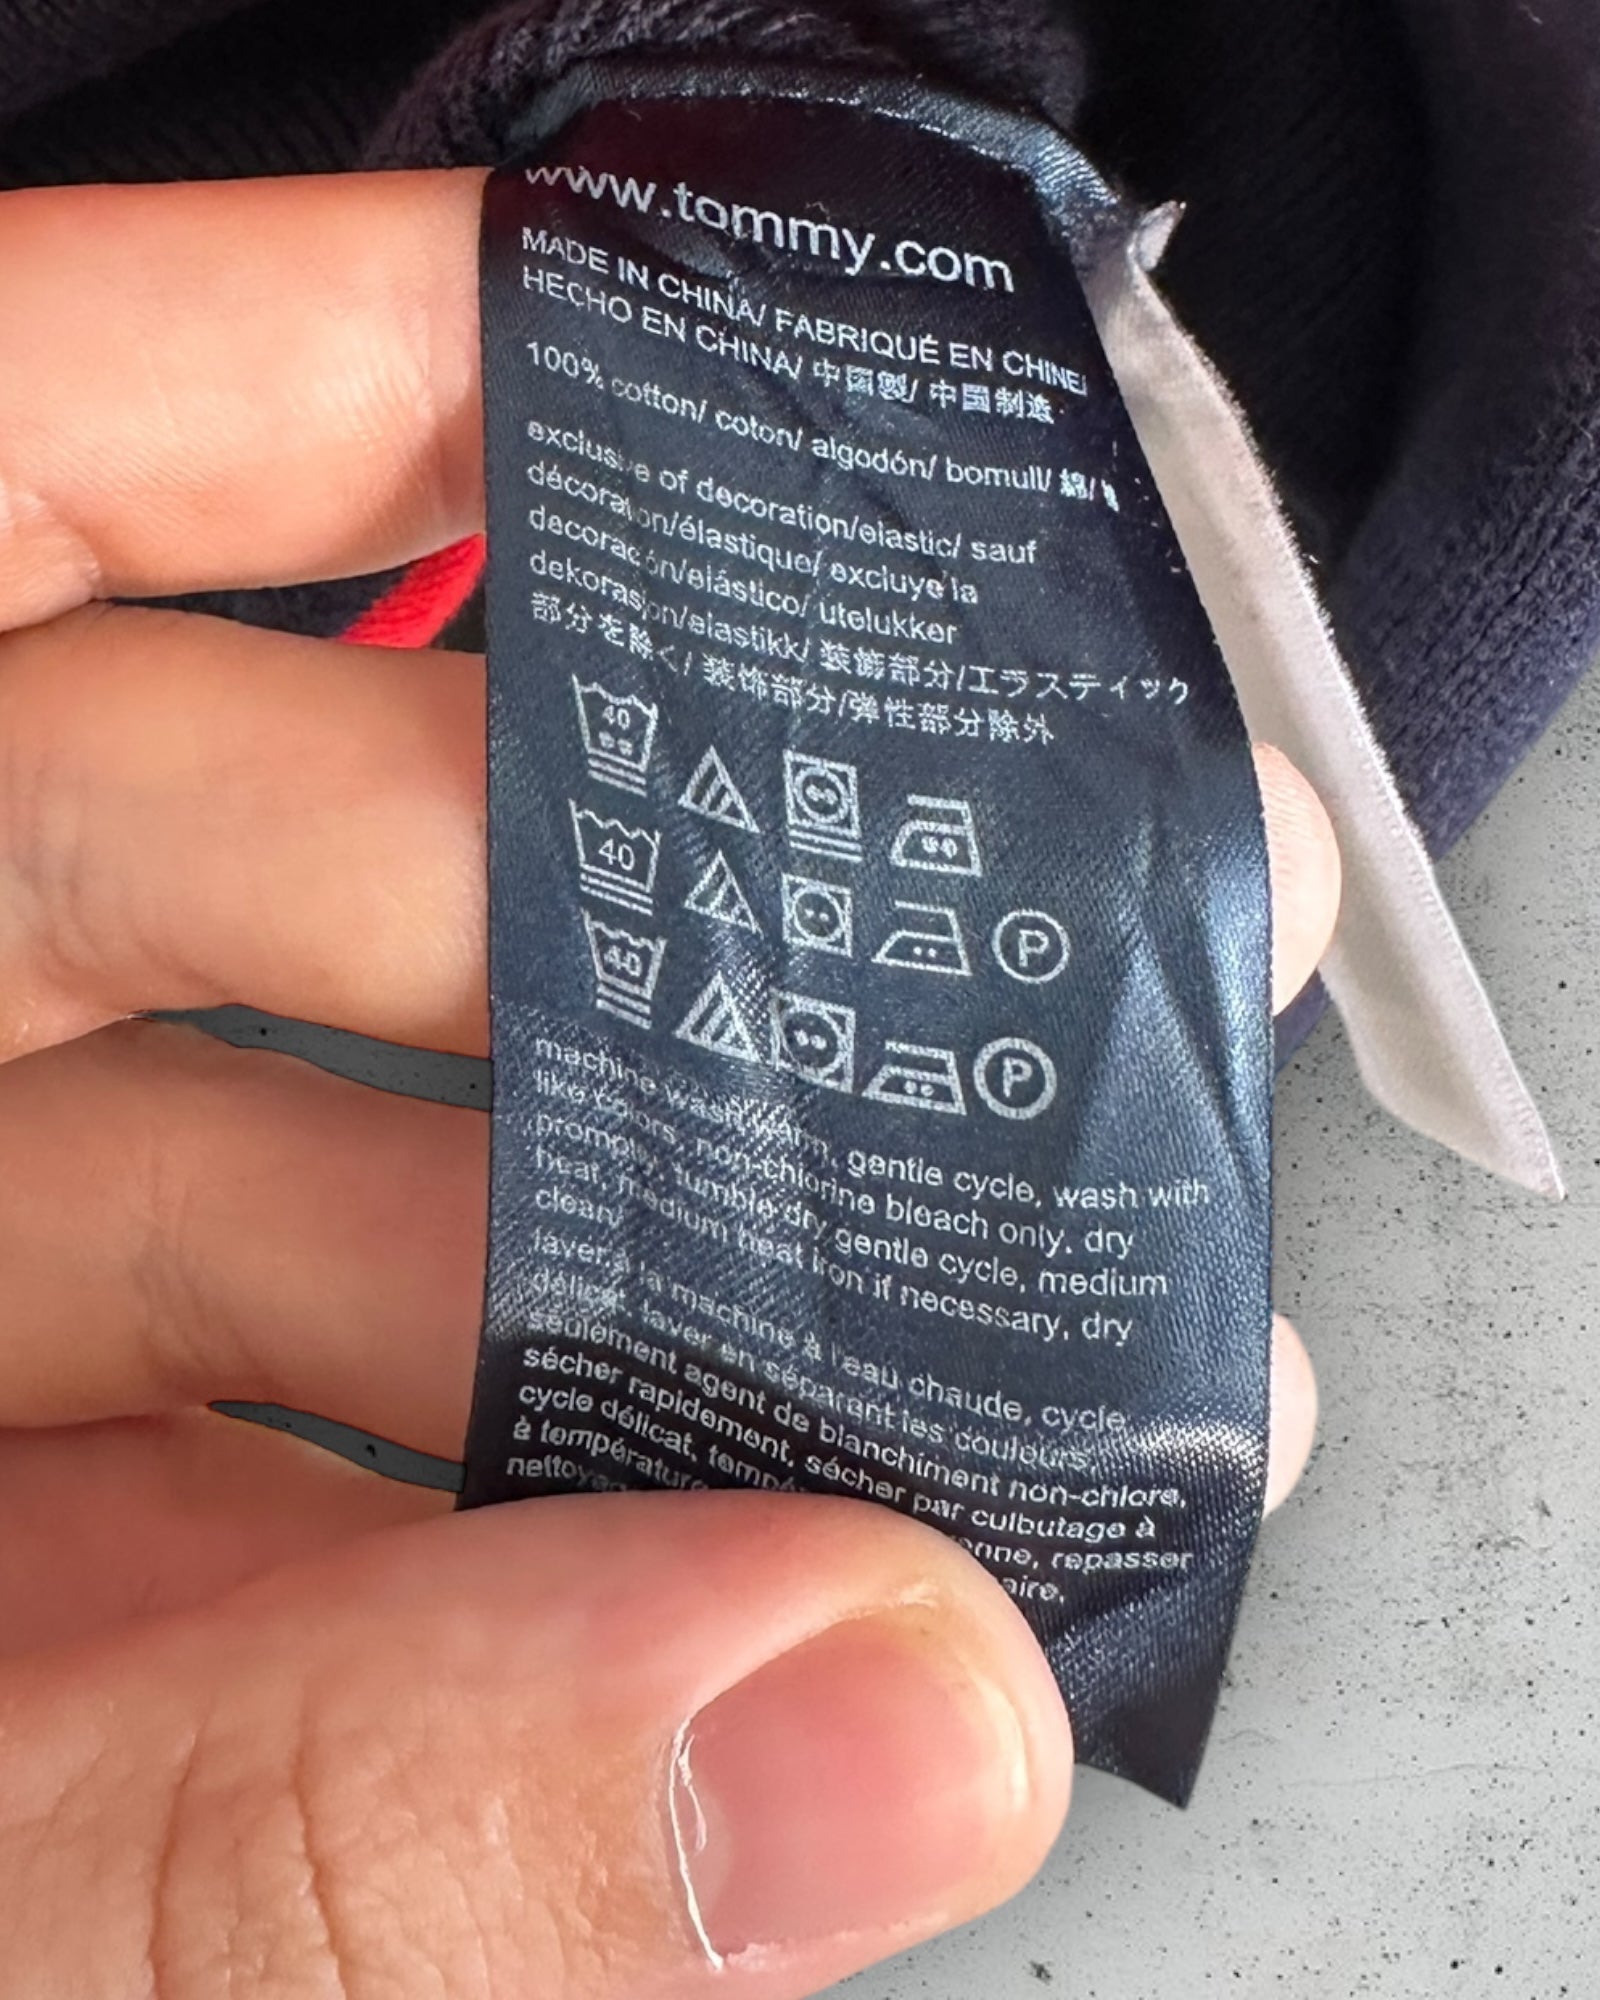 www.tommy.com
MADE IN CHINA/ FABRIQUÉ EN CHINE/
HECHO EN CHINA/ 中国製/ 中国制造
100% cotton/ coton/ algodón/ bomull/ 綿/
exclusive of decoration/elastic/ sauf
décoration/élastique/ excluye la
decoración/elástico/ utelukker
dekorasjon/elastikk/ 装飾部分/エラスティック
部分を除く/ 装饰部分/弹性部分除外
40
40
P
40
P
machine wash warm, gentle cycle, wash with
like colors, non-chlorine bleach only, dry
promply, tumble dry gentle cycle, medium
heat, medium heat iron if necessary, dry
clean/
laver à la machine à l'eau chaude, cycle
délicat, laver en séparant les couleurs,
seulement agent de blanchiment non-chlore,
sécher rapidement, sécher par culbutage à
cycle délicat, enne, repasser
à température aire.